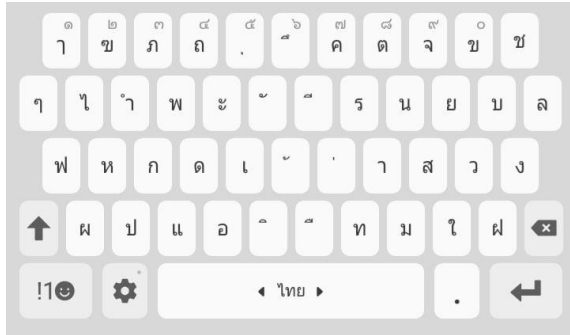 ๑ ๒ ๓ ๔ ๕ ๖ ๗ ๘ ๙ ๐
ๅ ฃ ภ ถ ุ ึ ค ต จ ข ช
ๆ ไ ำ พ ะ ั ี ร น ย บ ล
ฟ ห ก ด เ ้ ่ า ส ว ง
ผ ป แ อ ิ ื ท ม ใ ฝ
!1☻ ไทย .